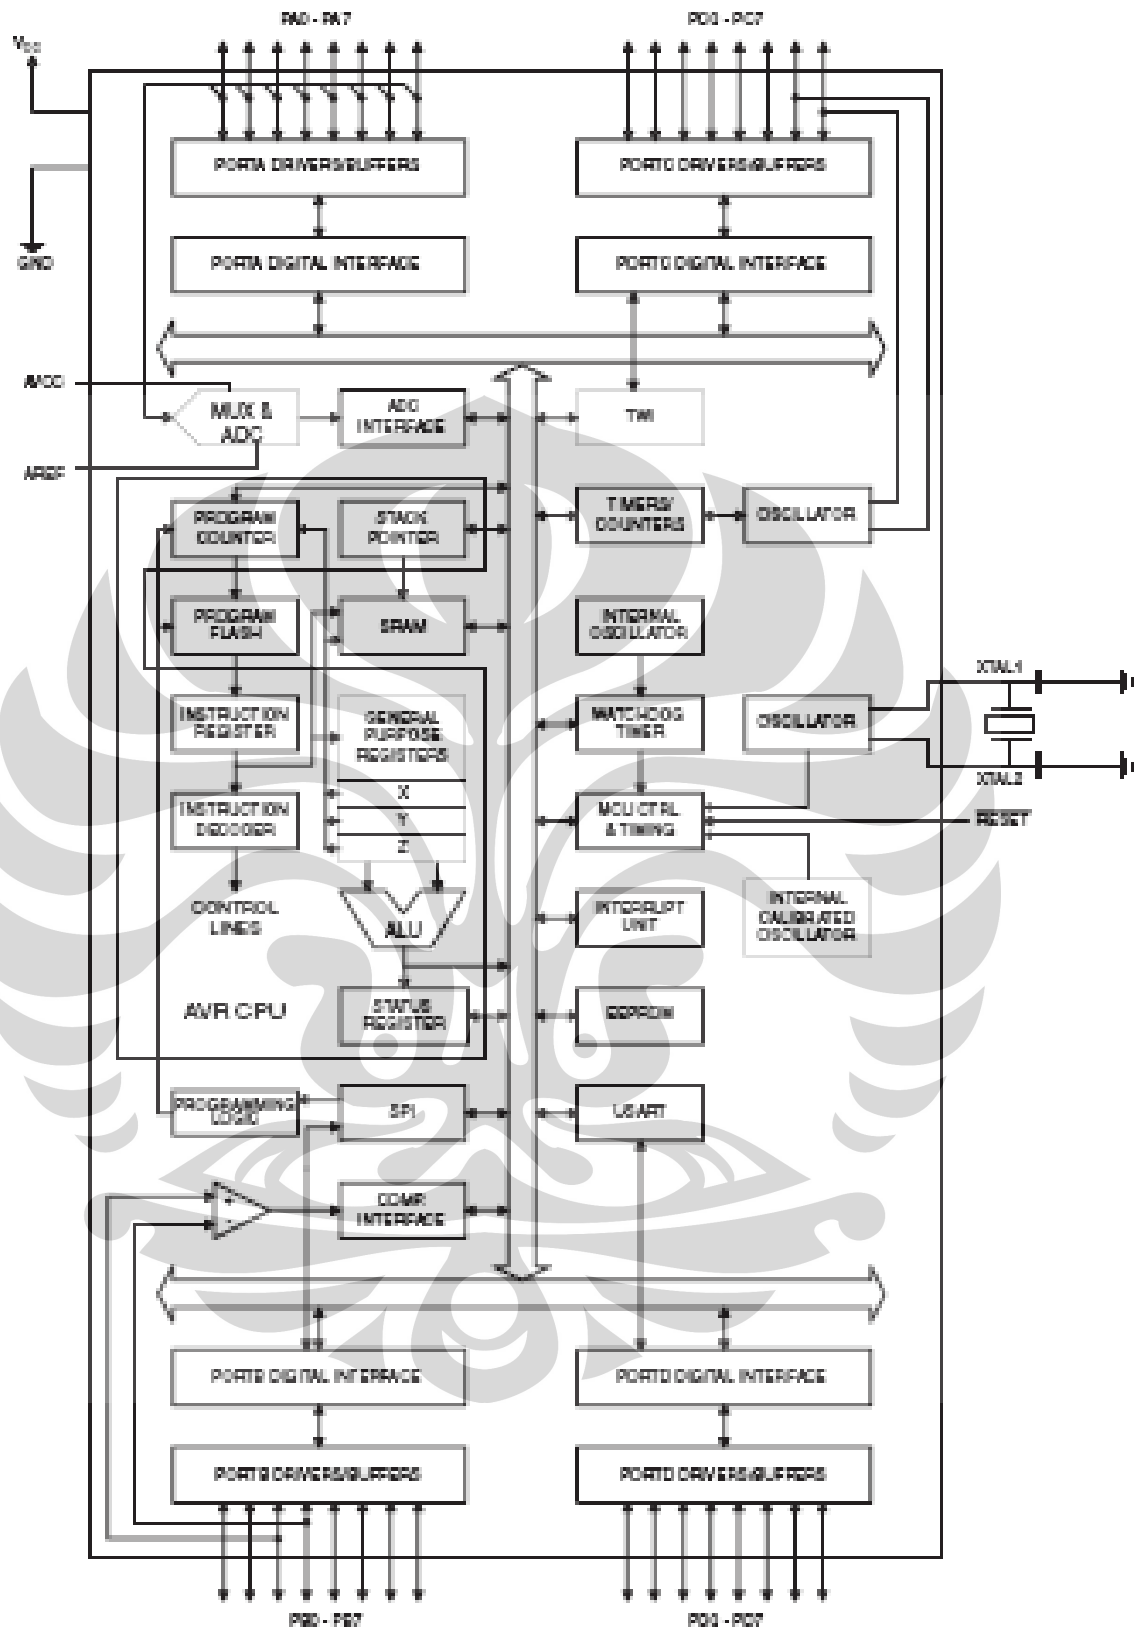 PA0 - PA7
PC0 - PC7
VCC
PORTA DRIVERS/BUFFERS
PORTC DRIVERS/BUFFERS
GND
PORTA DIGITAL INTERFACE
PORTC DIGITAL INTERFACE
AVCC
MUX &
ADC
ADC
INTERFACE
TWI
AREF
PROGRAM
COUNTER
STACK
POINTER
TIMERS/
COUNTERS
OSCILLATOR
PROGRAM
FLASH
SRAM
INTERNAL
OSCILLATOR
XTAL1
INSTRUCTION
REGISTER
GENERAL
PURPOSE
REGISTERS
WATCHDOG
TIMER
OSCILLATOR
XTAL2
X
INSTRUCTION
DECODER
Y
MCU CTRL.
& TIMING
RESET
Z
CONTROL
LINES
ALU
INTERRUPT
UNIT
INTERNAL
CALIBRATED
OSCILLATOR
AVR CPU
STATUS
REGISTER
EEPROM
PROGRAMMING
LOGIC
SPI
USART
+
-
COMP.
INTERFACE
PORTB DIGITAL INTERFACE
PORTD DIGITAL INTERFACE
PORTB DRIVERS/BUFFERS
PORTD DRIVERS/BUFFERS
PB0 - PB7
PD0 - PD7